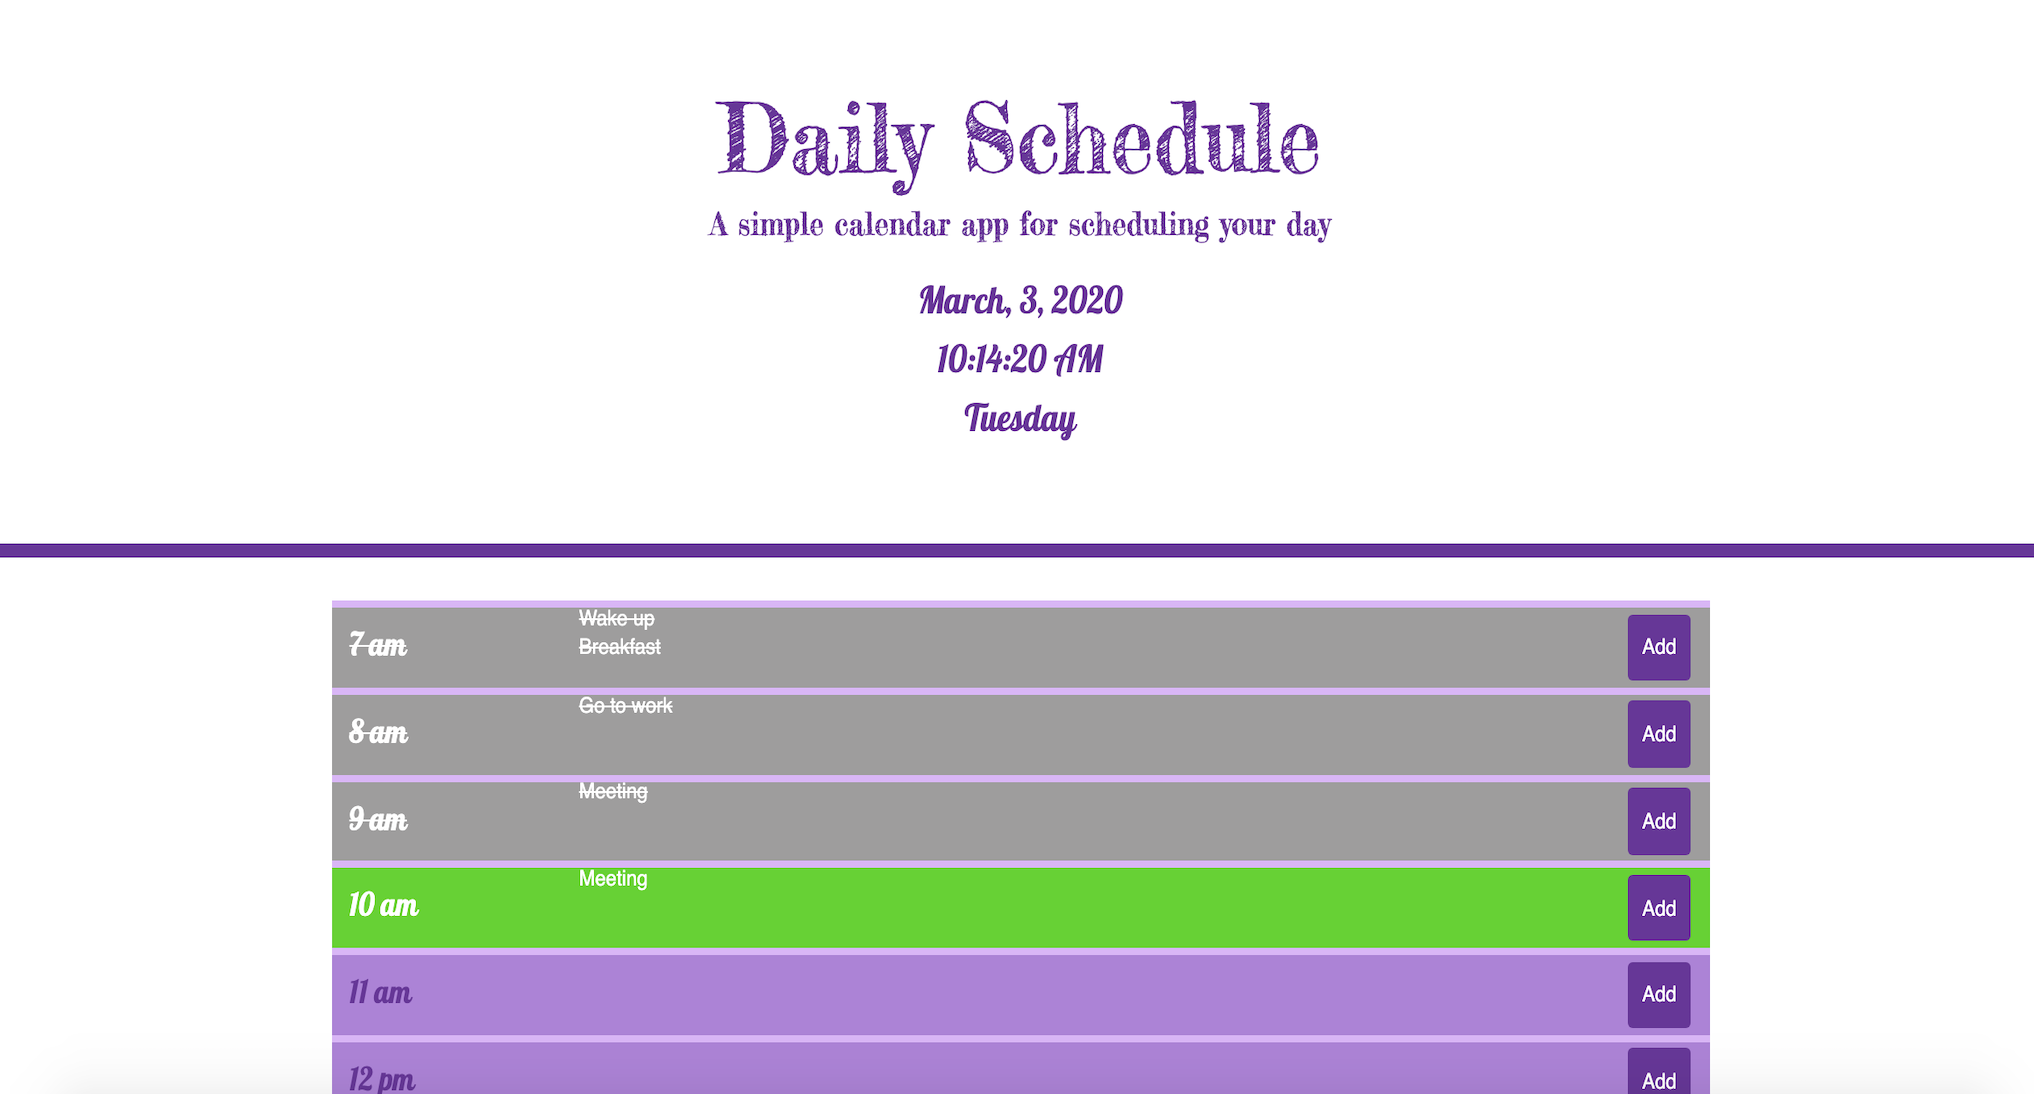 Daily Schedule
A simple calendar app for scheduling your day
March, 3, 2020
10:14:20 AM
Tuesday
7 am
Wake up
Breakfast
Add
8 am
Go to work
Add
9 am
Meeting
Add
10 am
Meeting
Add
11 am
Add
12 pm
Add